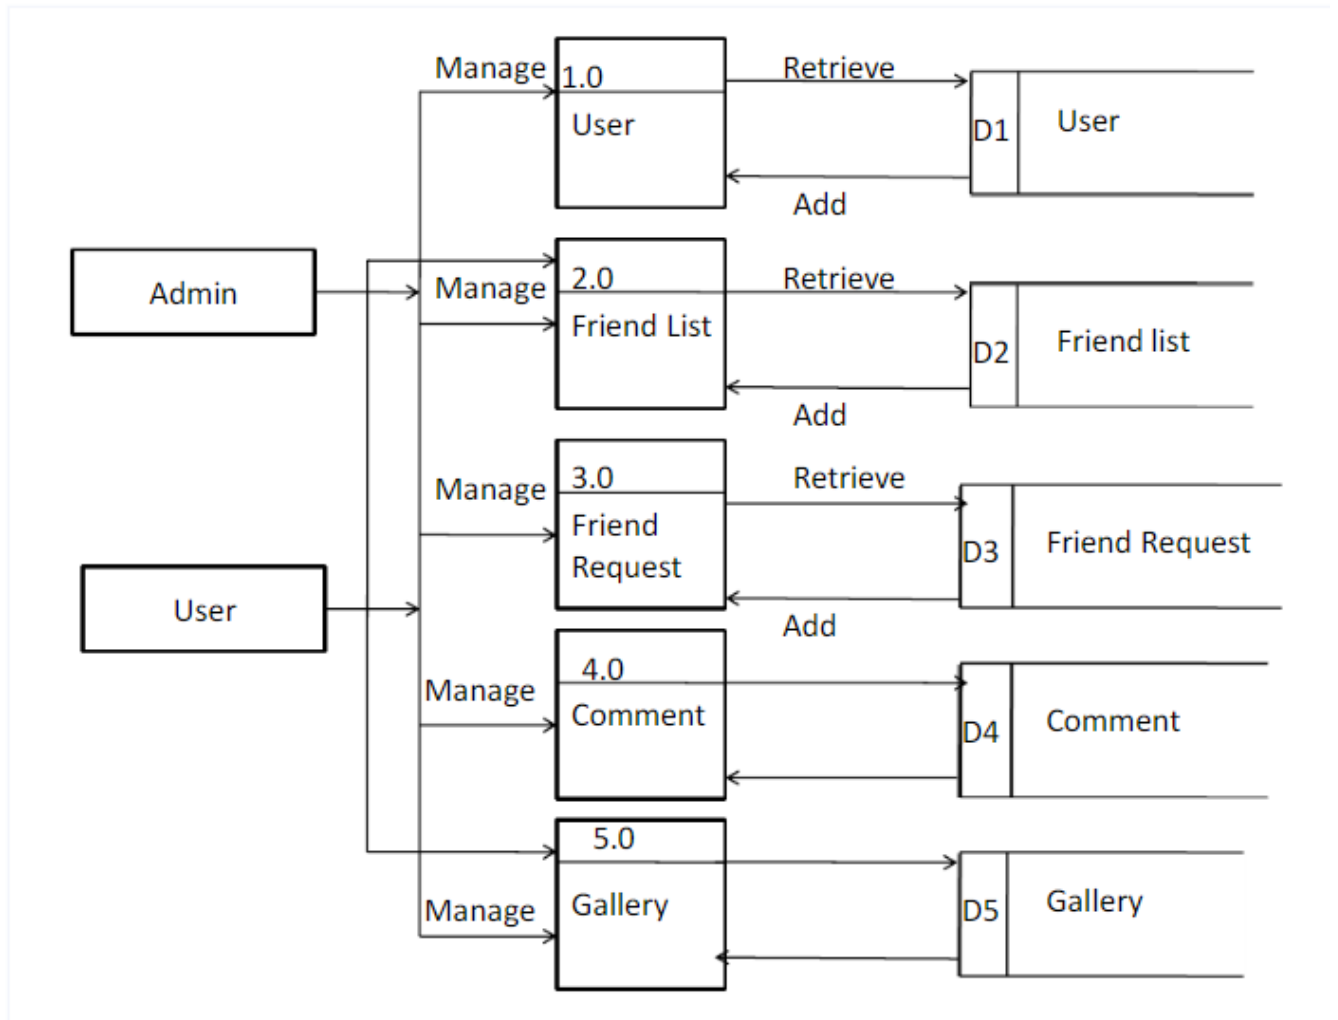 Manage
1.0
User
Retrieve
Add
D1
User
Admin
Manage
2.0
Friend List
Retrieve
Add
D2
Friend list
Manage
3.0
Friend
Request
Retrieve
Add
D3
Friend Request
User
Manage
4.0
Comment
D4
Comment
Manage
5.0
Gallery
D5
Gallery